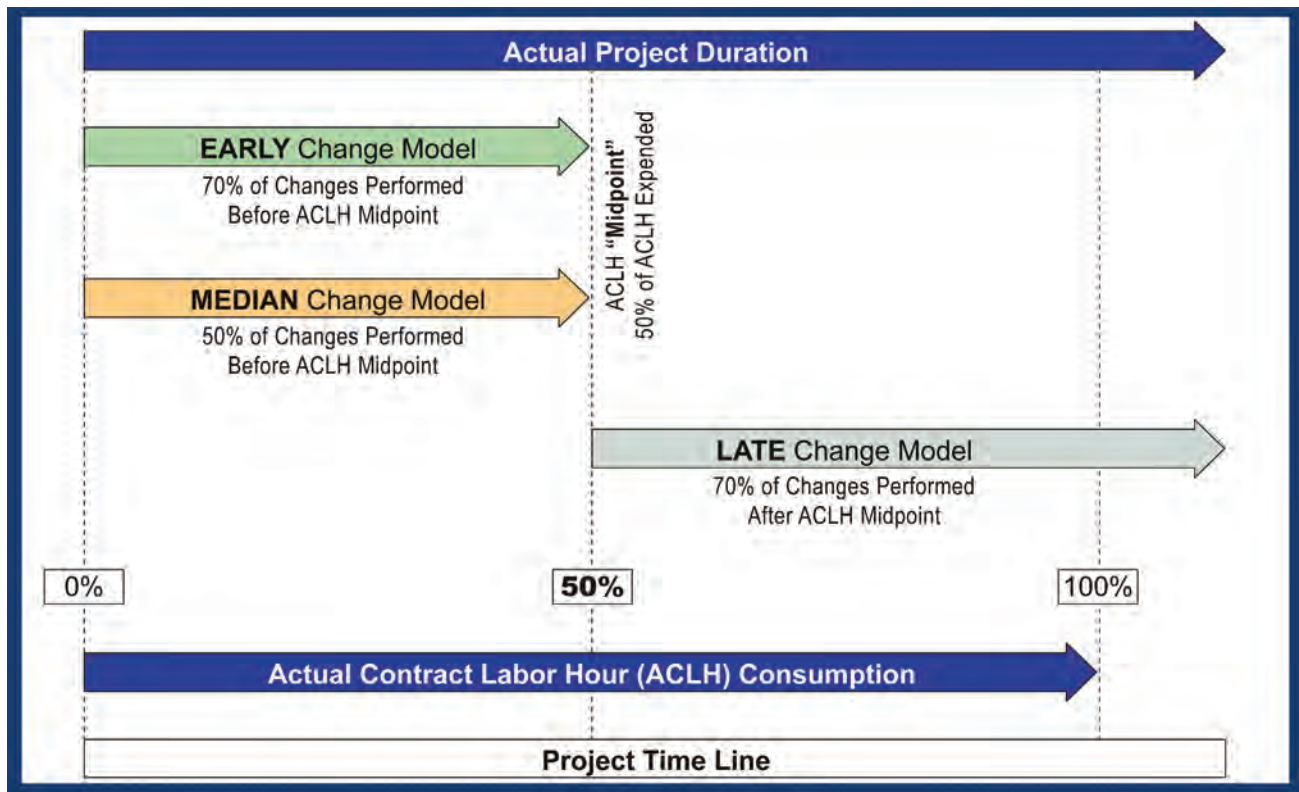 Actual Project Duration
EARLY Change Model
70% of Changes Performed
Before ACLH Midpoint
ACLH "Midpoint"
50% of ACLH Expended
MEDIAN Change Model
50% of Changes Performed
Before ACLH Midpoint
LATE Change Model
70% of Changes Performed
After ACLH Midpoint
0%
50%
100%
Actual Contract Labor Hour (ACLH) Consumption
Project Time Line